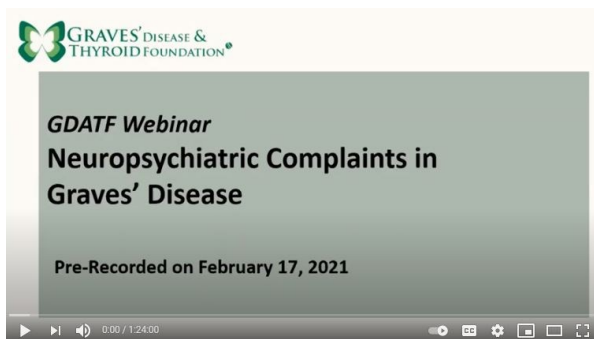 GRAVES' DISEASE &
THYROID FOUNDATION
GDATF Webinar
Neuropsychiatric Complaints in
Graves' Disease
Pre-Recorded on February 17, 2021
0:00 / 1:24:00
CC